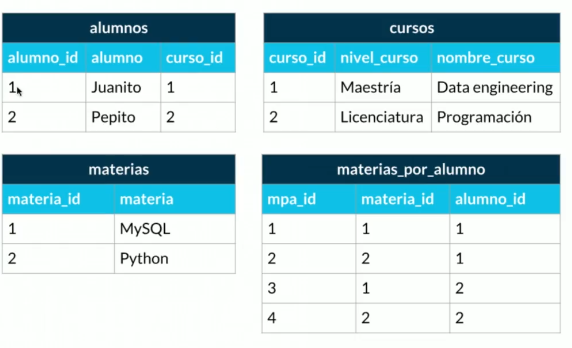 alumnos
alumno_id alumno curso_id
1 Juanito 1
2 Pepito 2
cursos
curso_id nivel_curso nombre_curso
1 Maestría Data engineering
2 Licenciatura Programación
materias
materia_id materia
1 MySQL
2 Python
materias_por_alumno
mpa_id materia_id alumno_id
1 1 1
2 2 1
3 1 2
4 2 2